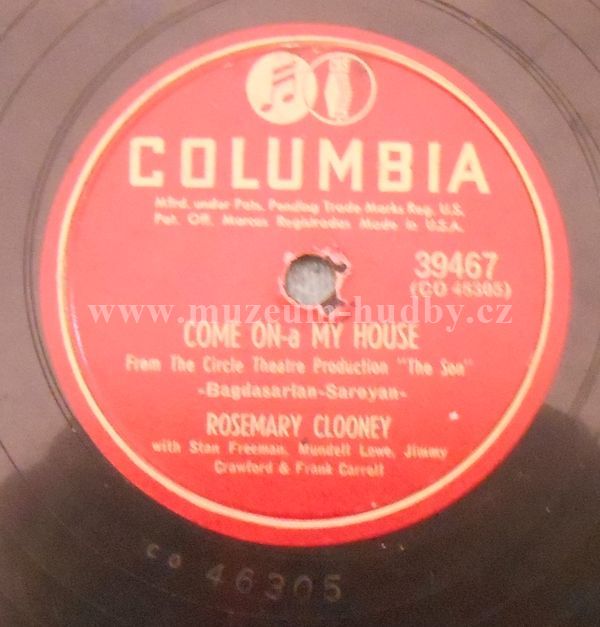 COLUMBIA
Mfrd. under Pats. Pending Trade Marks Reg. U.S.
Pat. Off. Marcas Registradas Made in U.S.A.
39467
(CO 46305)
www.muzeum-hudby.cz
COME ON-a MY HOUSE
From The Circle Theatre Production "The Son"
-Bagdasarian-Saroyan-
ROSEMARY CLOONEY
with Stan Freeman, Mundell Lowe, Jimmy
Crawford & Frank Carroll
CO 46305